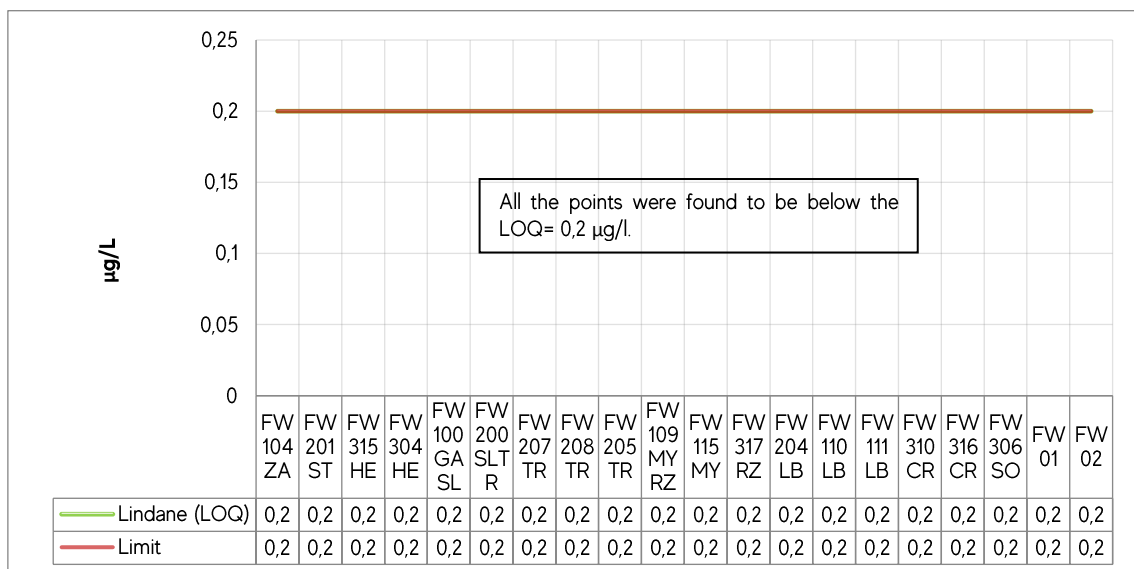 0,25
0,2
0,15
0,1
0,05
0
µg/L
All the points were found to be below the
LOQ= 0,2 µg/l.
FW 104 ZA
FW 201 ST
FW 315 HE
FW 304 HE
FW 100 GA SL
FW 200 SLT R
FW 207 TR
FW 208 TR
FW 205 TR
FW 109 MY RZ
FW 115 MY
FW 317 RZ
FW 204 LB
FW 110 LB
FW 111 LB
FW 310 CR
FW 316 CR
FW 306 SO
FW 01
FW 02
Lindane (LOQ) 0,2 0,2 0,2 0,2 0,2 0,2 0,2 0,2 0,2 0,2 0,2 0,2 0,2 0,2 0,2 0,2 0,2 0,2 0,2 0,2
Limit 0,2 0,2 0,2 0,2 0,2 0,2 0,2 0,2 0,2 0,2 0,2 0,2 0,2 0,2 0,2 0,2 0,2 0,2 0,2 0,2